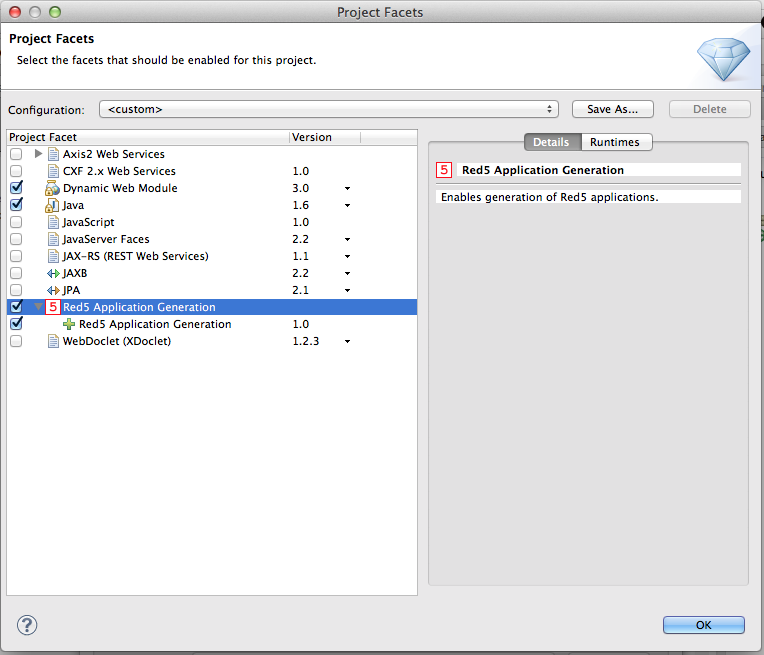 Project Facets
Project Facets
Select the facets that should be enabled for this project.
Configuration: <custom> Save As... Delete
Project Facet Version
Axis2 Web Services
CXF 2.x Web Services 1.0
Dynamic Web Module 3.0
Java 1.6
JavaScript 1.0
JavaServer Faces 2.2
JAX-RS (REST Web Services) 1.1
JAXB 2.2
JPA 2.1
5 Red5 Application Generation
Red5 Application Generation 1.0
WebDoclet (XDoclet) 1.2.3
Details Runtimes
5 Red5 Application Generation
Enables generation of Red5 applications.
? OK